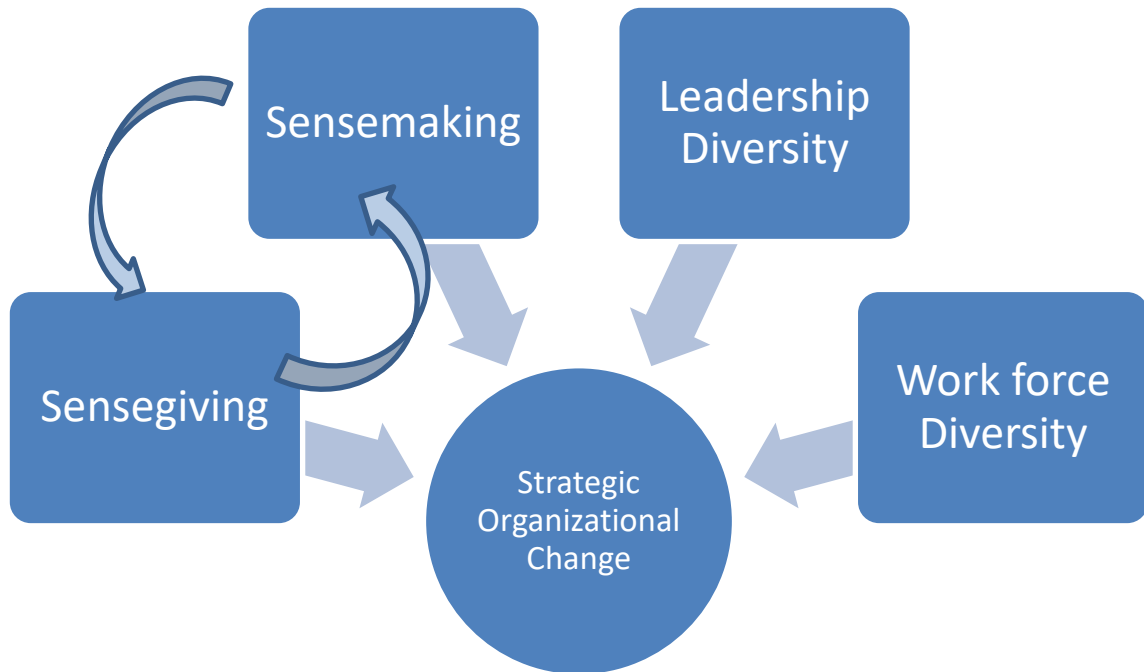 Sensemaking
Leadership
Diversity
Sensegiving
Work force
Diversity
Strategic
Organizational
Change